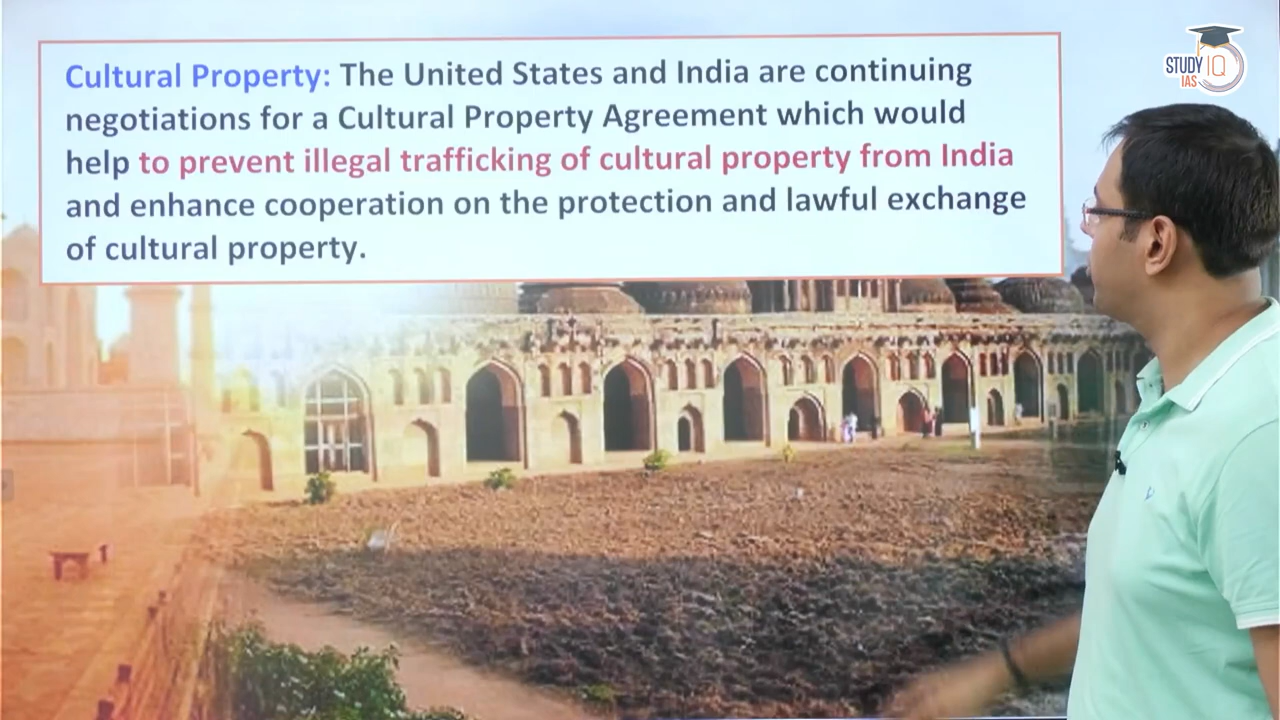 Cultural Property: The United States and India are continuing
negotiations for a Cultural Property Agreement which would
help to prevent illegal trafficking of cultural property from India
and enhance cooperation on the protection and lawful exchange
of cultural property.
STUDY IQ
IAS